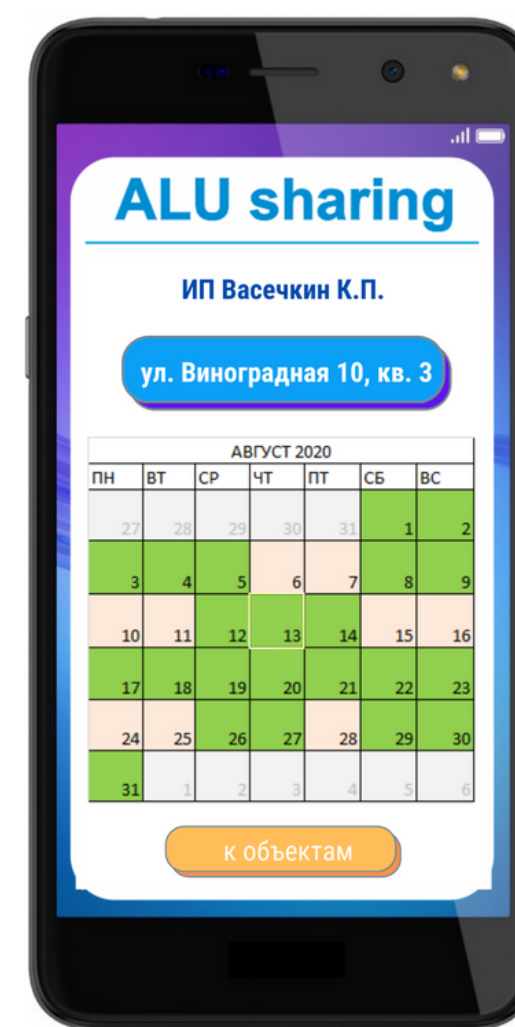 ALU sharing
ИП Васечкин К.П.
ул. Виноградная 10, кв. 3
АВГУСТ 2020
ПН ВТ СР ЧТ ПТ СБ ВС
27 28 29 30 31 1 2
3 4 5 6 7 8 9
10 11 12 13 14 15 16
17 18 19 20 21 22 23
24 25 26 27 28 29 30
31 1 2 3 4 5 6
к объектам